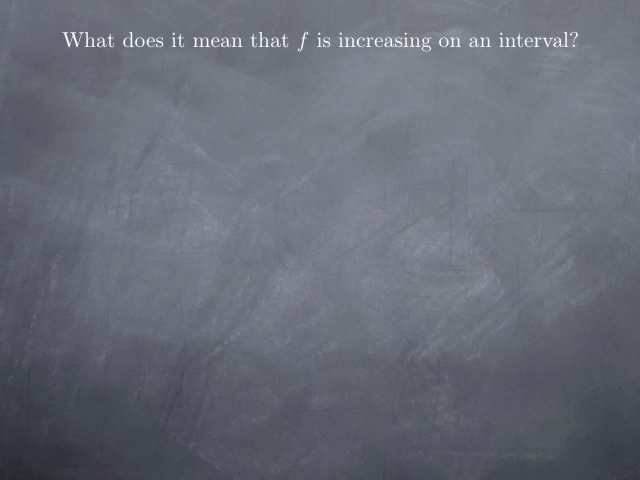 What does it mean that f is increasing on an interval?